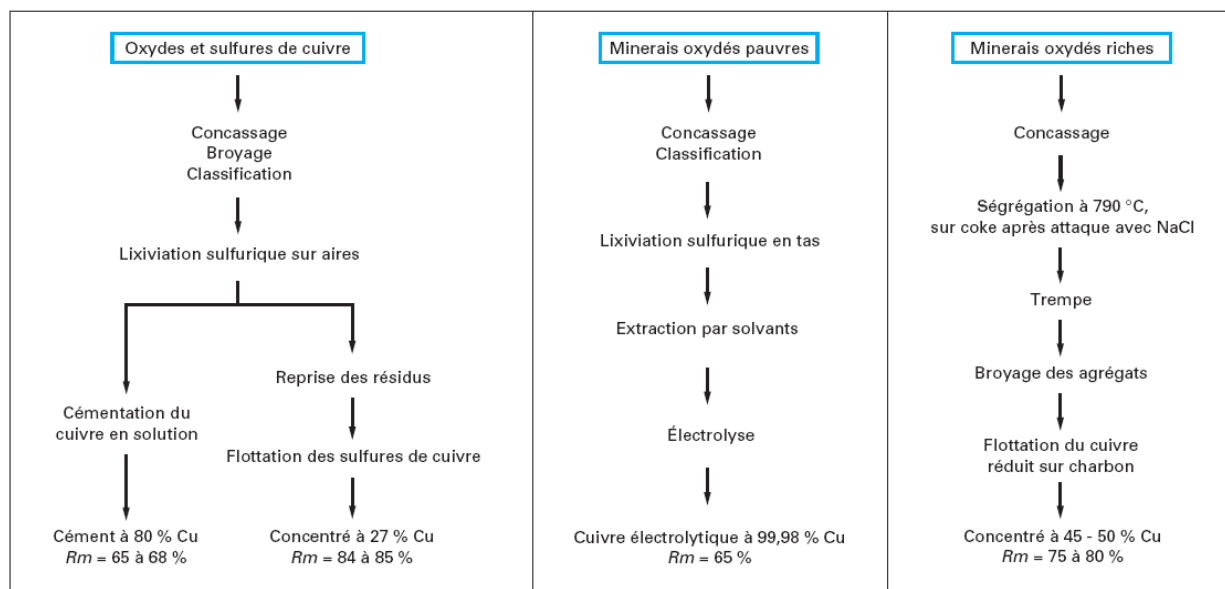 Oxydes et sulfures de cuivre
Concassage
Broyage
Classification
Lixiviation sulfurique sur aires
Cémentation du
cuivre en solution
Cément à 80 % Cu
Rm = 65 à 68 %
Reprise des résidus
Flottation des sulfures de cuivre
Concentré à 27 % Cu
Rm = 84 à 85 %
Minerais oxydés pauvres
Concassage
Classification
Lixiviation sulfurique en tas
Extraction par solvants
Électrolyse
Cuivre électrolytique à 99,98 % Cu
Rm = 65 %
Minerais oxydés riches
Concassage
Ségrégation à 790 °C,
sur coke après attaque avec NaCl
Trempe
Broyage des agrégats
Flottation du cuivre
réduit sur charbon
Concentré à 45 - 50 % Cu
Rm = 75 à 80 %